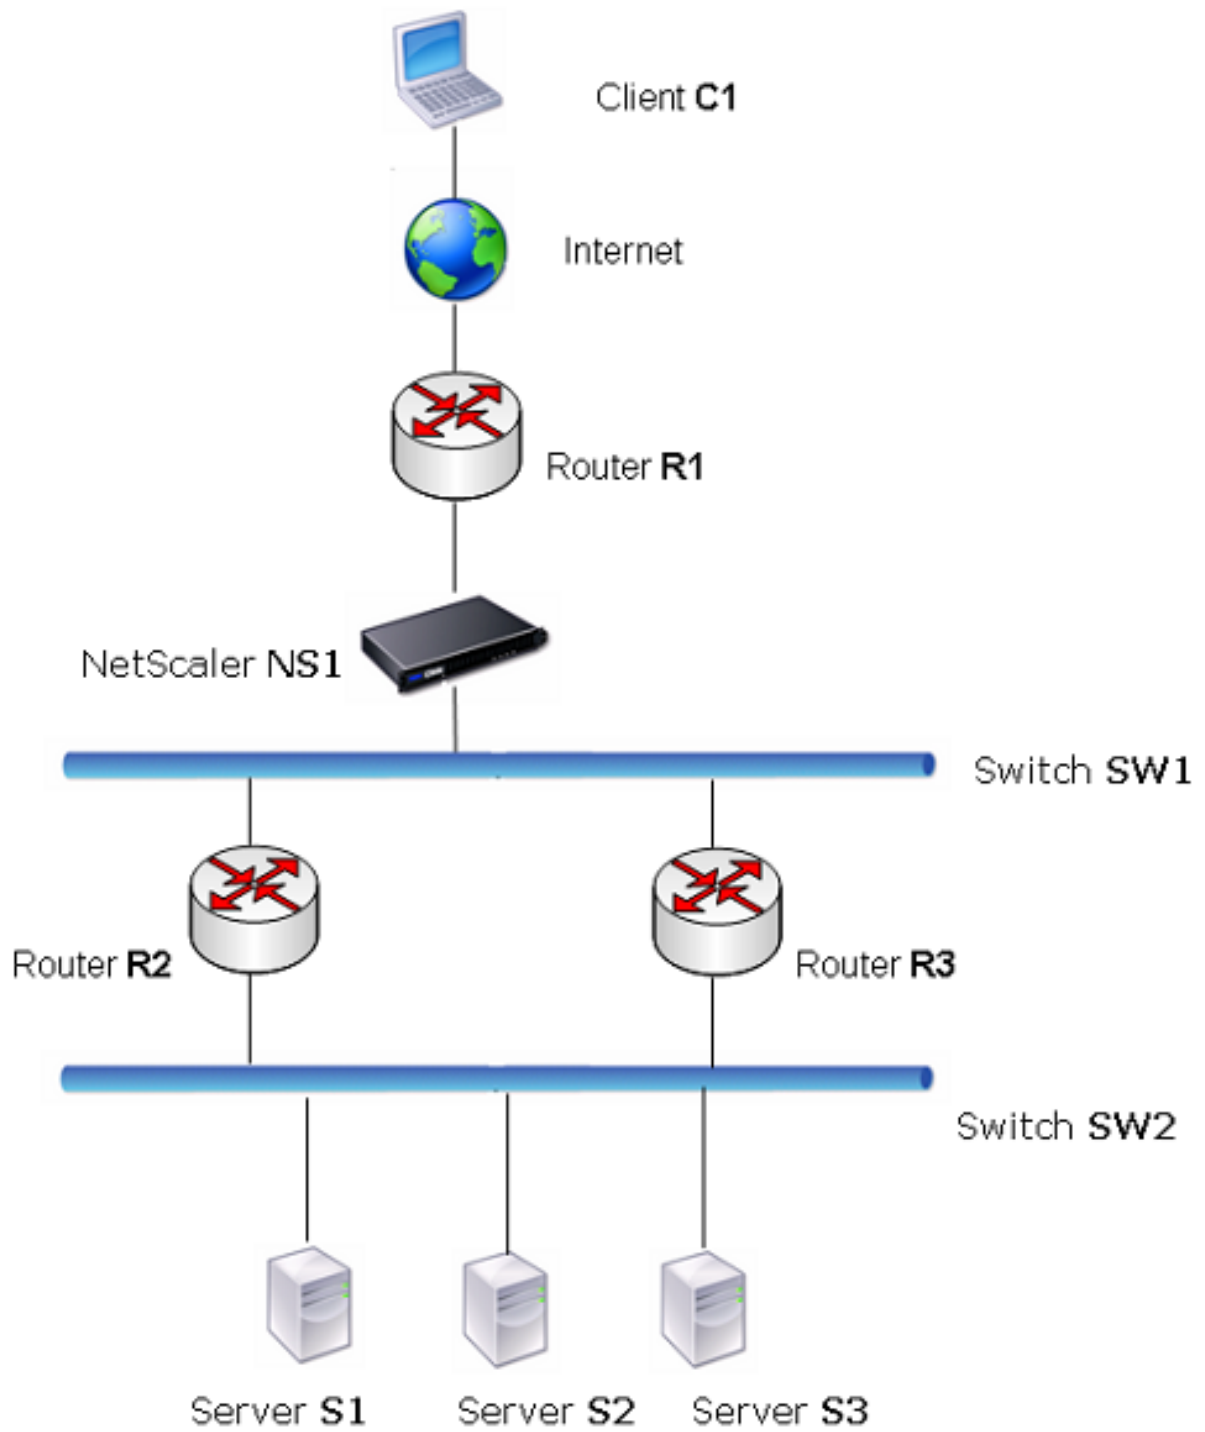 Client C1
Internet
Router R1
NetScaler NS1
Switch SW1
Router R2
Router R3
Switch SW2
Server S1
Server S2
Server S3